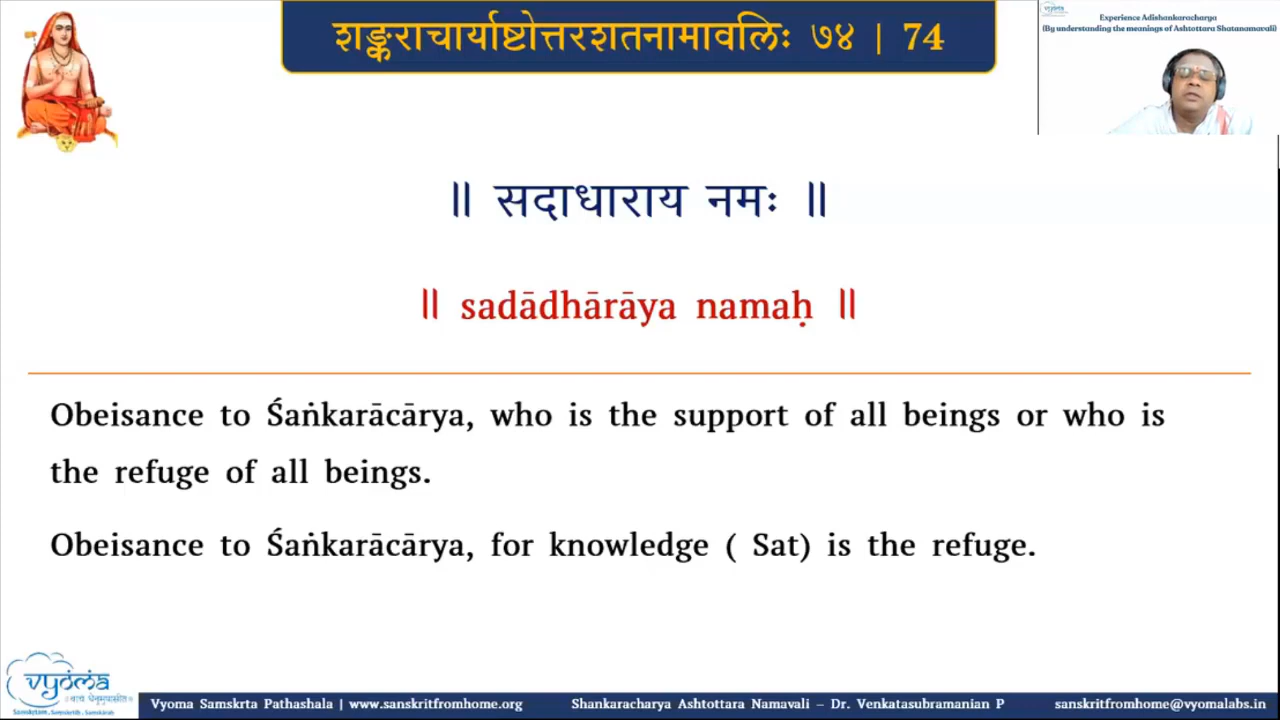 शङ्कराचार्याष्टोत्तरशतनामावलिः ७४ | 74
vyoma
Experience Adishankaracharya
(By understanding the meanings of Ashtottara Shatanamavali)
॥ सदाधाराय नमः ॥
॥ sadādhārāya namaḥ ॥
Obeisance to Śaṅkarācārya, who is the support of all beings or who is
the refuge of all beings.
Obeisance to Śaṅkarācārya, for knowledge ( Sat) is the refuge.
vyoma
Vyoma Samskrta Pathashala | www.sanskritfromhome.org Shankaracharya Ashtottara Namavali – Dr. Venkatasubramanian P sanskritfromhome@vyomalabs.in